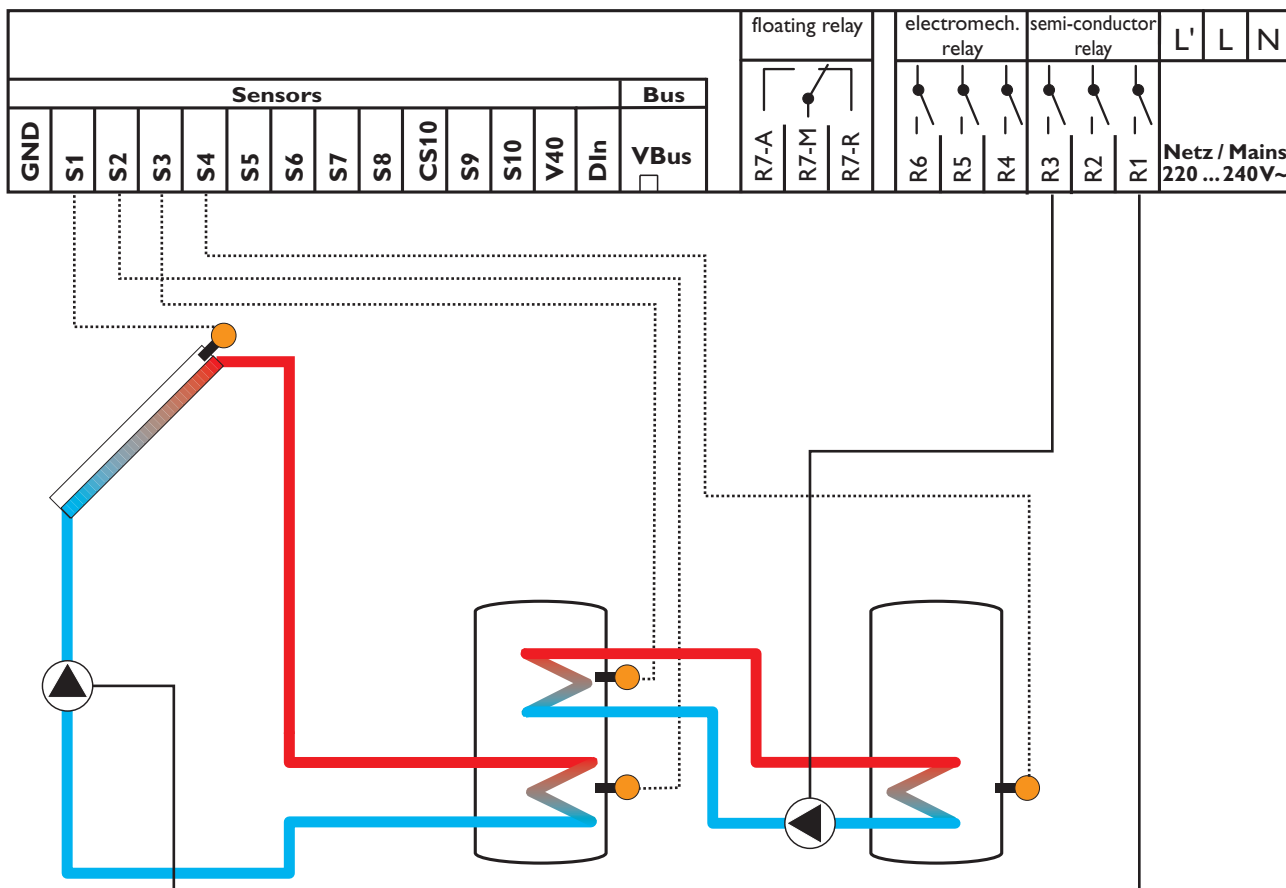 floating relay
electromech. relay
semi-conductor relay
L'
L
N
Sensors
Bus
GND
S1
S2
S3
S4
S5
S6
S7
S8
CS10
S9
S10
V40
DIn
VBus
R7-A
R7-M
R7-R
R6
R5
R4
R3
R2
R1
Netz / Mains
220 ... 240V~